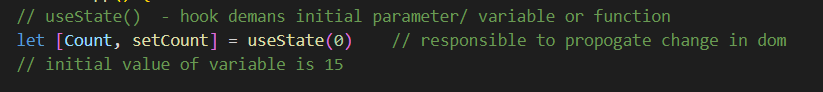 // useState()  - hook demans initial parameter/ variable or function
let [Count, setCount] = useState(0)    // responsible to propogate change in dom
// initial value of variable is 15